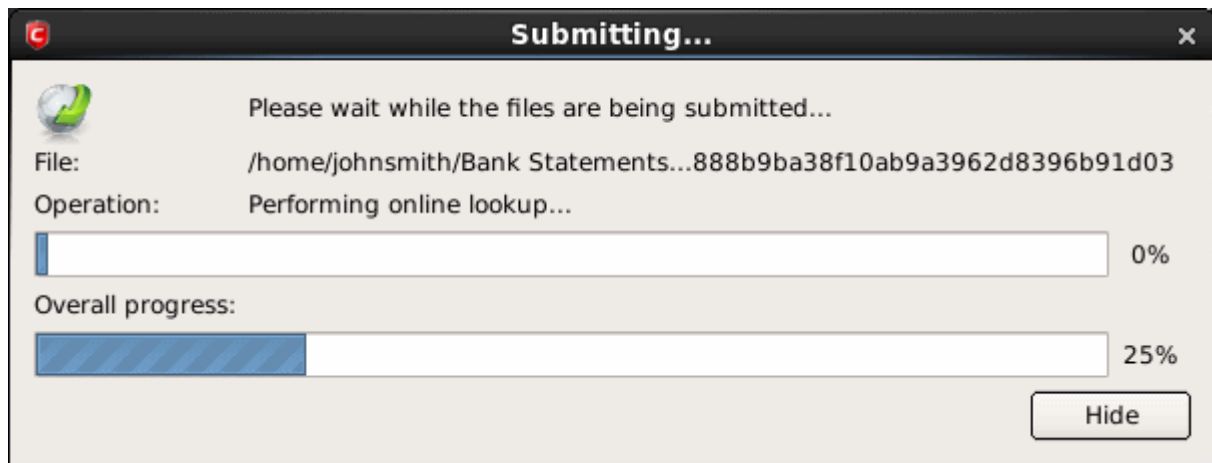 Submitting...
Please wait while the files are being submitted...
File: /home/johnsmith/Bank Statements...888b9ba38f10ab9a3962d8396b91d03
Operation: Performing online lookup...
0%
Overall progress:
25%
Hide